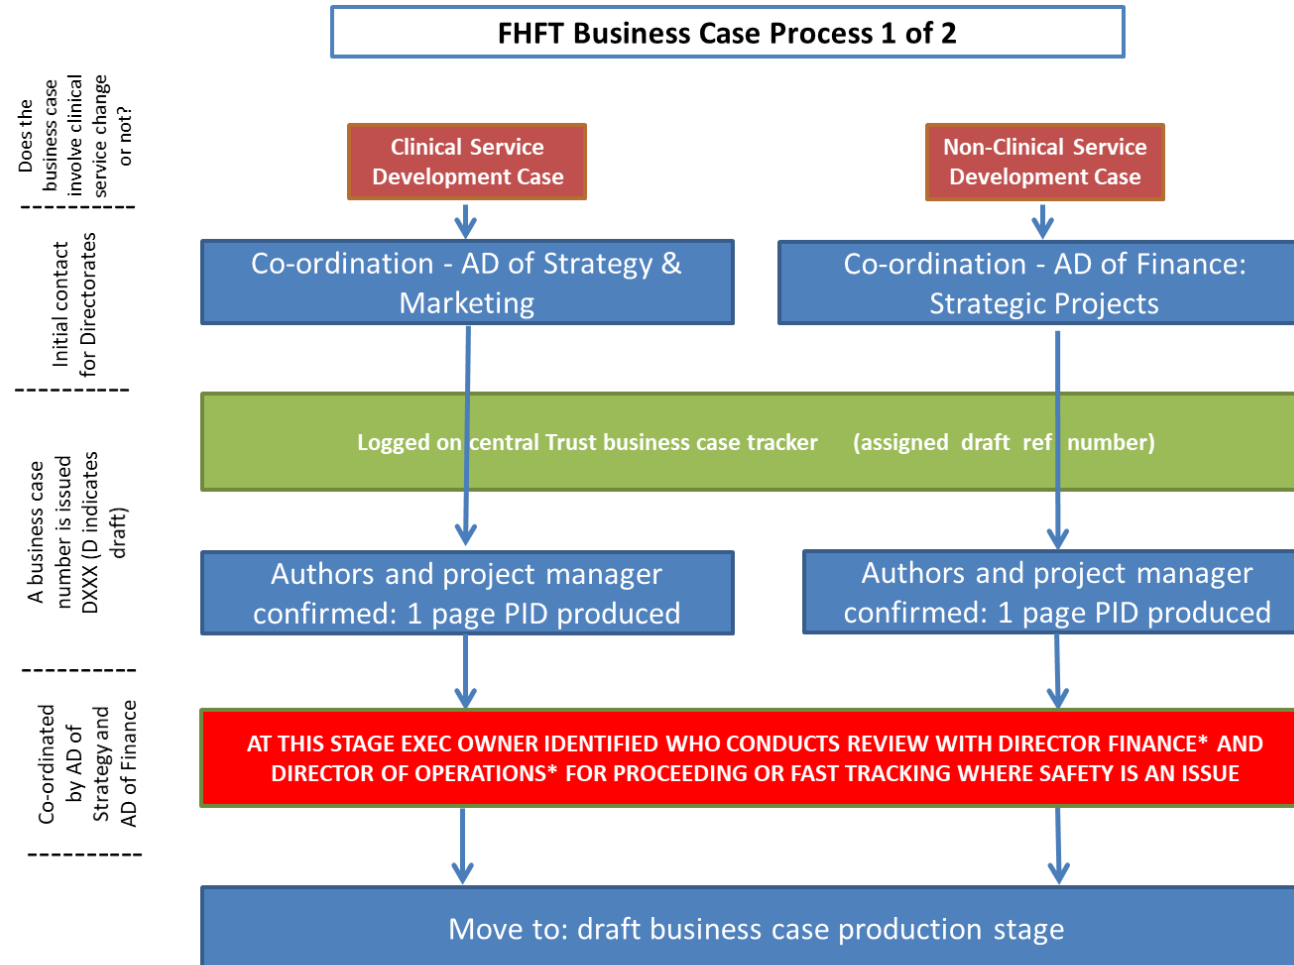 FHFT Business Case Process 1 of 2
Does the
business case
involve clinical
service change
or not?
Clinical Service
Development Case
Non-Clinical Service
Development Case
Initial contact
for Directorates
Co-ordination - AD of Strategy &
Marketing
Co-ordination - AD of Finance:
Strategic Projects
A business case
number is issued
DXXX (D indicates
draft)
Logged on central Trust business case tracker (assigned draft ref number)
Authors and project manager
confirmed: 1 page PID produced
Authors and project manager
confirmed: 1 page PID produced
Co-ordinated
by AD of
Strategy and
AD of Finance
AT THIS STAGE EXEC OWNER IDENTIFIED WHO CONDUCTS REVIEW WITH DIRECTOR FINANCE* AND
DIRECTOR OF OPERATIONS* FOR PROCEEDING OR FAST TRACKING WHERE SAFETY IS AN ISSUE
Move to: draft business case production stage